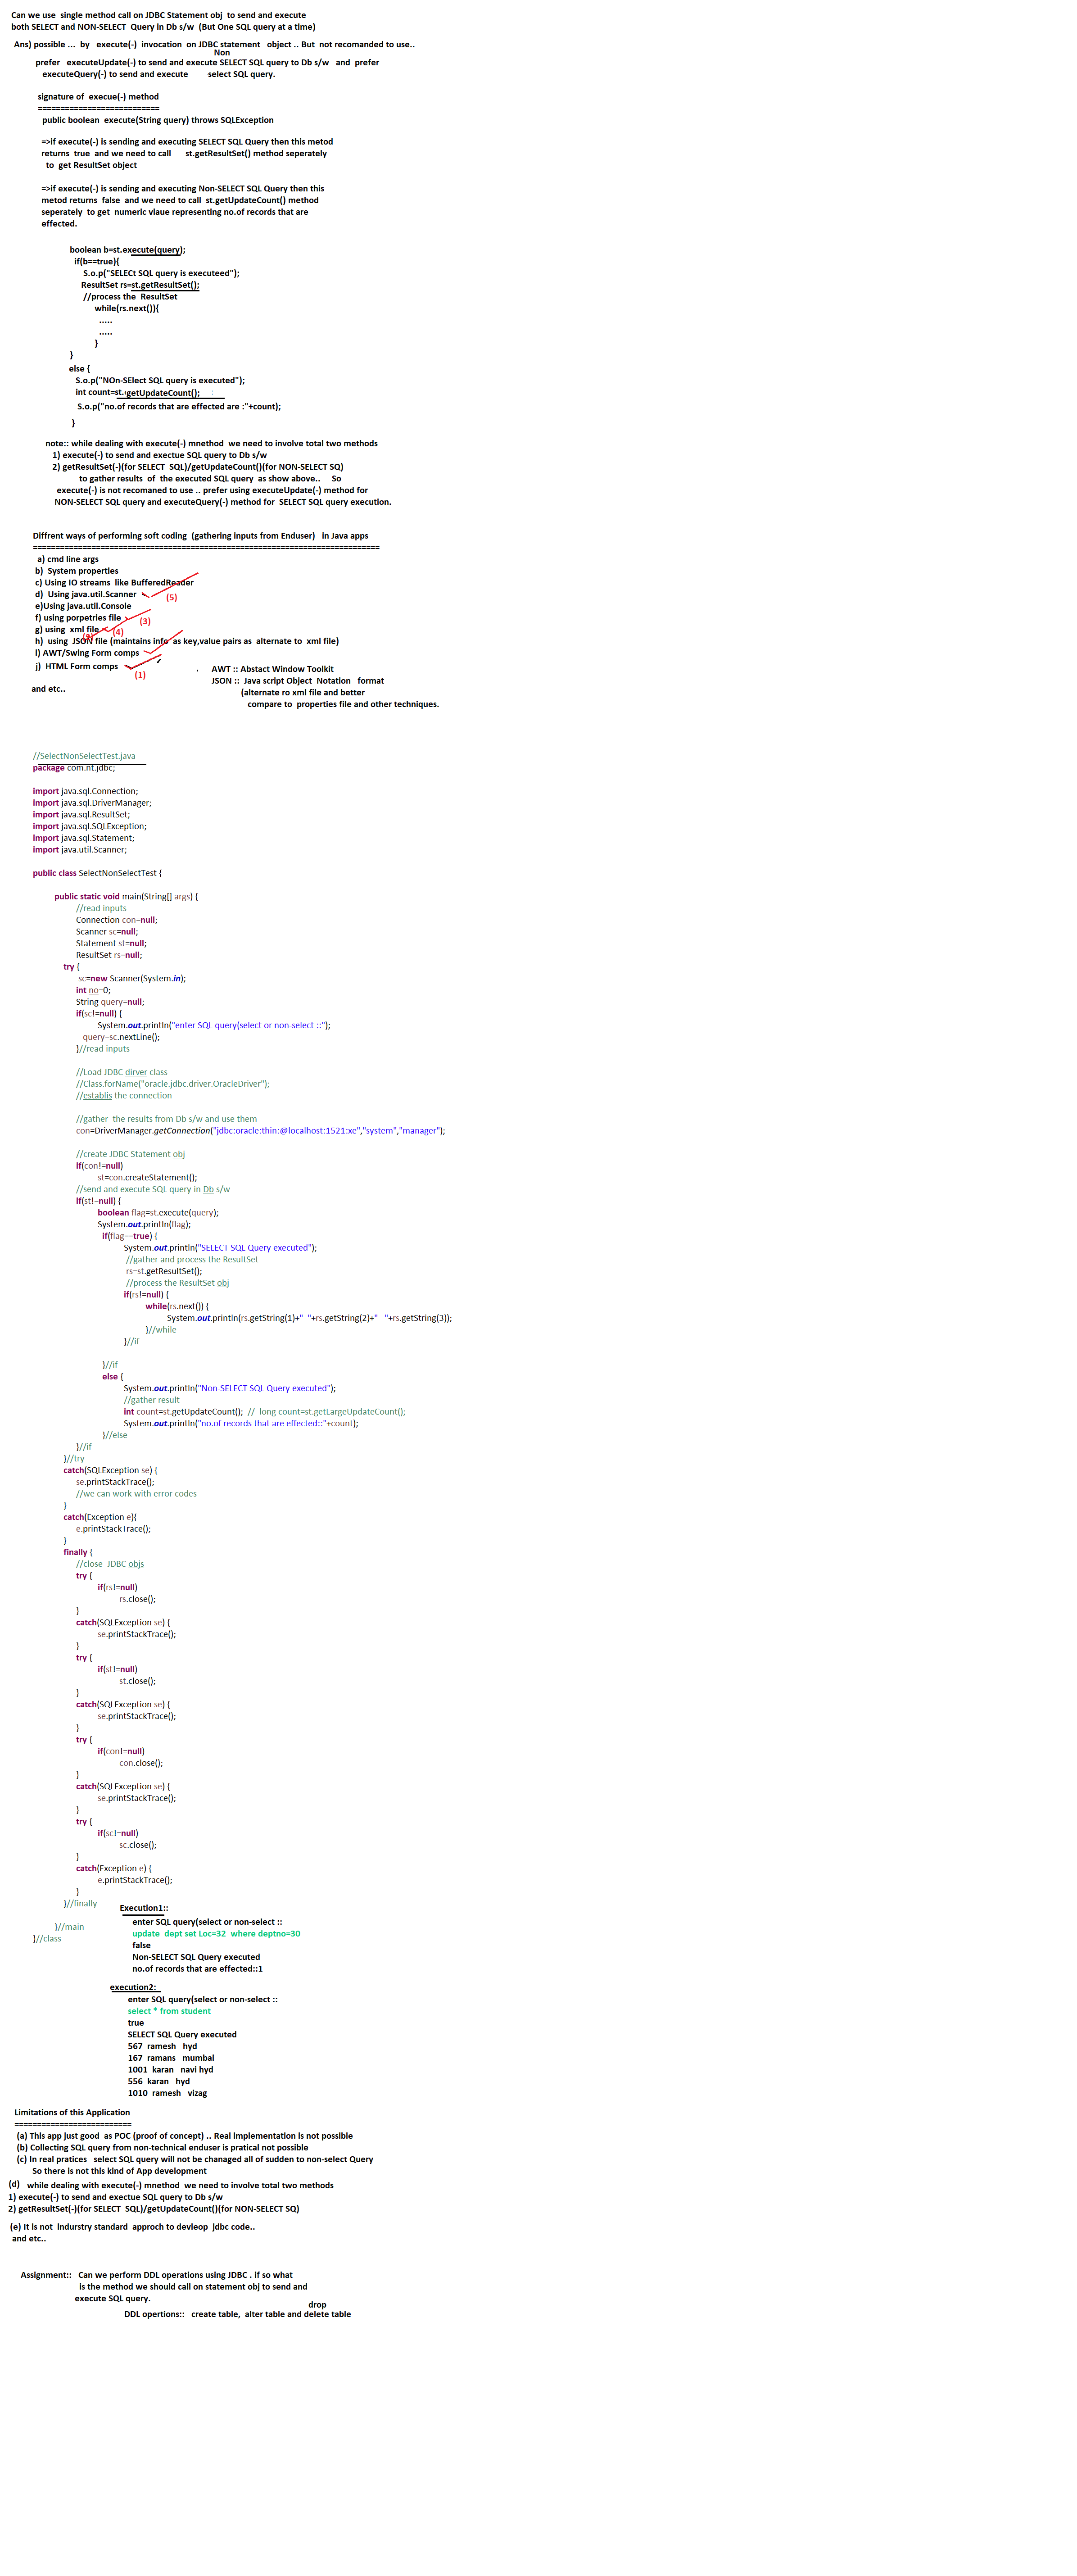 Can we use  single method call on JDBC Statement obj  to send and execute
both SELECT and NON-SELECT  Query in Db s/w  (But One SQL query at a time)
Ans) possible ...  by   execute(-)  invocation  on JDBC statement   object .. But  not recomanded to use..
Non
prefer   executeUpdate(-) to send and execute SELECT SQL query to Db s/w   and  prefer
executeQuery(-) to send and execute         select SQL query.
signature of  execue(-) method
===========================
public boolean  execute(String query) throws SQLException
=>if execute(-) is sending and executing SELECT SQL Query then this metod
returns  true  and we need to call      st.getResultSet() method seperately
to  get ResultSet object
=>if execute(-) is sending and executing Non-SELECT SQL Query then this
metod returns  false  and we need to call  st.getUpdateCount() method
seperately  to get  numeric vlaue representing no.of records that are
effected.
boolean b=st.execute(query);
if(b==true){
S.o.p("SELECt SQL query is executeed");
ResultSet rs=st.getResultSet();
//process the  ResultSet
while(rs.next()){
.....
.....
}
}
else {
S.o.p("NOn-SElect SQL query is executed");
int count=st.getUpdateCount();
S.o.p("no.of records that are effected are :"+count);
}
note:: while dealing with execute(-) mnethod  we need to involve total two methods
1) execute(-) to send and exectue SQL query to Db s/w
2) getResultSet(-)(for SELECT  SQL)/getUpdateCount()(for NON-SELECT SQ)
to gather results  of  the executed SQL query  as show above..     So
execute(-) is not recomaned to use .. prefer using executeUpdate(-) method for
NON-SELECT SQL query and executeQuery(-) method for  SELECT SQL query execution.
Diffrent ways of performing soft coding  (gathering inputs from Enduser)   in Java apps
=============================================================================
a) cmd line args
b)  System properties
c) Using IO streams  like BufferedReader
d)  Using java.util.Scanner
(5)
e)Using java.util.Console
f) using porpetries file
(3)
g) using  xml file
(4)
h)  using  JSON file (maintains info  as key,value pairs as  alternate to  xml file)
i) AWT/Swing Form comps
j)  HTML Form comps
(1)
and etc..
AWT :: Abstact Window Toolkit
JSON ::  Java script Object  Notation   format
(alternate ro xml file and better
compare to  properties file and other techniques.
//SelectNonSelectTest.java
package com.nt.jdbc;
import java.sql.Connection;
import java.sql.DriverManager;
import java.sql.ResultSet;
import java.sql.SQLException;
import java.sql.Statement;
import java.util.Scanner;
public class SelectNonSelectTest {
public static void main(String[] args) {
//read inputs
Connection con=null;
Scanner sc=null;
Statement st=null;
ResultSet rs=null;
try {
sc=new Scanner(System.in);
int no=0;
String query=null;
if(sc!=null) {
System.out.println("enter SQL query(select or non-select ::");
query=sc.nextLine();
}//read inputs
//Load JDBC dirver class
//Class.forName("oracle.jdbc.driver.OracleDriver");
//establis the connection
//gather  the results from Db s/w and use them
con=DriverManager.getConnection("jdbc:oracle:thin:@localhost:1521:xe","system","manager");
//create JDBC Statement obj
if(con!=null)
st=con.createStatement();
//send and execute SQL query in Db s/w
if(st!=null) {
boolean flag=st.execute(query);
System.out.println(flag);
if(flag==true) {
System.out.println("SELECT SQL Query executed");
//gather and process the ResultSet
rs=st.getResultSet();
//process the ResultSet obj
if(rs!=null) {
while(rs.next()) {
System.out.println(rs.getString(1)+"  "+rs.getString(2)+"   "+rs.getString(3));
}//while
}//if
}//if
else {
System.out.println("Non-SELECT SQL Query executed");
//gather result
int count=st.getUpdateCount();  //  long count=st.getLargeUpdateCount();
System.out.println("no.of records that are effected::"+count);
}//else
}//if
}//try
catch(SQLException se) {
se.printStackTrace();
//we can work with error codes
}
catch(Exception e){
e.printStackTrace();
}
finally {
//close  JDBC objs
try {
if(rs!=null)
rs.close();
}
catch(SQLException se) {
se.printStackTrace();
}
try {
if(st!=null)
st.close();
}
catch(SQLException se) {
se.printStackTrace();
}
try {
if(con!=null)
con.close();
}
catch(SQLException se) {
se.printStackTrace();
}
try {
if(sc!=null)
sc.close();
}
catch(Exception e) {
e.printStackTrace();
}
}//finally
}//main
}//class
Execution1::
enter SQL query(select or non-select ::
update  dept set Loc=32  where deptno=30
false
Non-SELECT SQL Query executed
no.of records that are effected::1
execution2:
enter SQL query(select or non-select ::
select * from student
true
SELECT SQL Query executed
567  ramesh   hyd
167  ramans   mumbai
1001  karan   navi hyd
556  karan   hyd
1010  ramesh   vizag
Limitations of this Application
==========================
(a) This app just good  as POC (proof of concept) .. Real implementation is not possible
(b) Collecting SQL query from non-technical enduser is pratical not possible
(c) In real pratices   select SQL query will not be chanaged all of sudden to non-select Query
So there is not this kind of App development
(d)   while dealing with execute(-) mnethod  we need to involve total two methods
1) execute(-) to send and exectue SQL query to Db s/w
2) getResultSet(-)(for SELECT  SQL)/getUpdateCount()(for NON-SELECT SQ)
(e) It is not  indurstry standard  approch to devleop  jdbc code..
and etc..
Assignment::   Can we perform DDL operations using JDBC . if so what
is the method we should call on statement obj to send and
execute SQL query.
drop
DDL opertions::   create table,  alter table and delete table